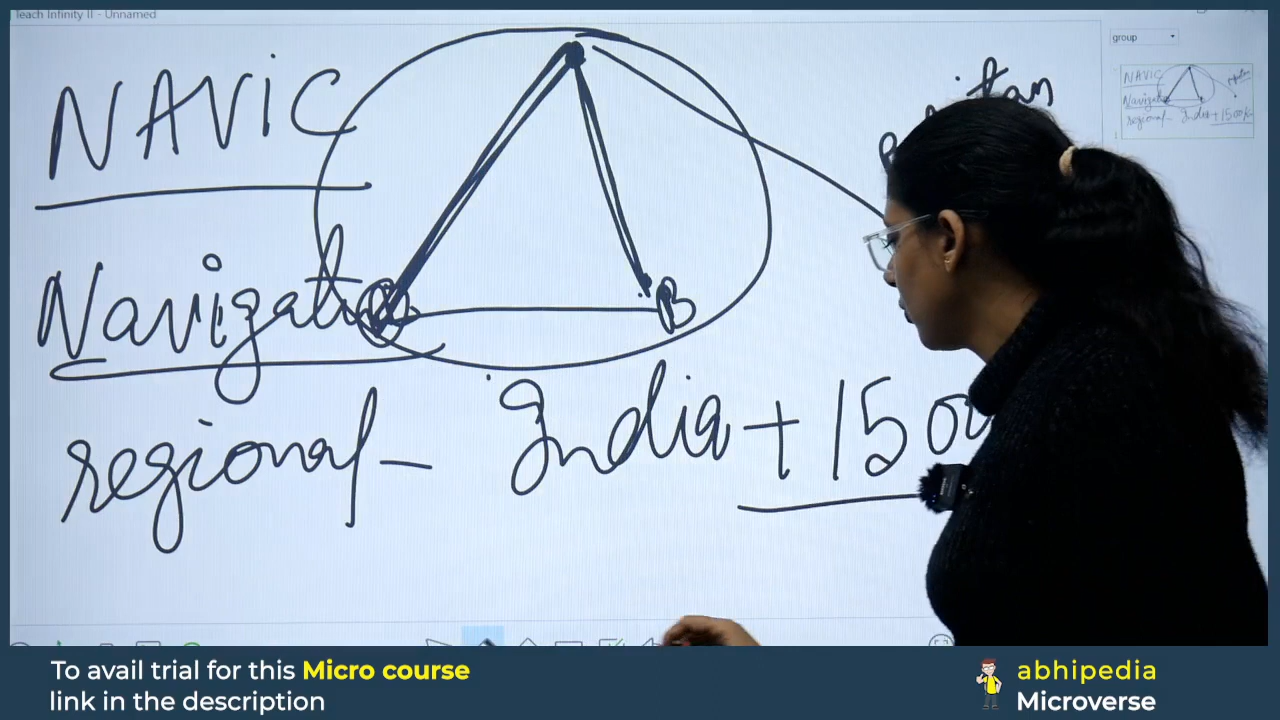 Teach Infinity II - Unnamed
group
NAVIC
Navigat
B
regional - India + 1500
To avail trial for this Micro course
link in the description
abhipedia
Microverse